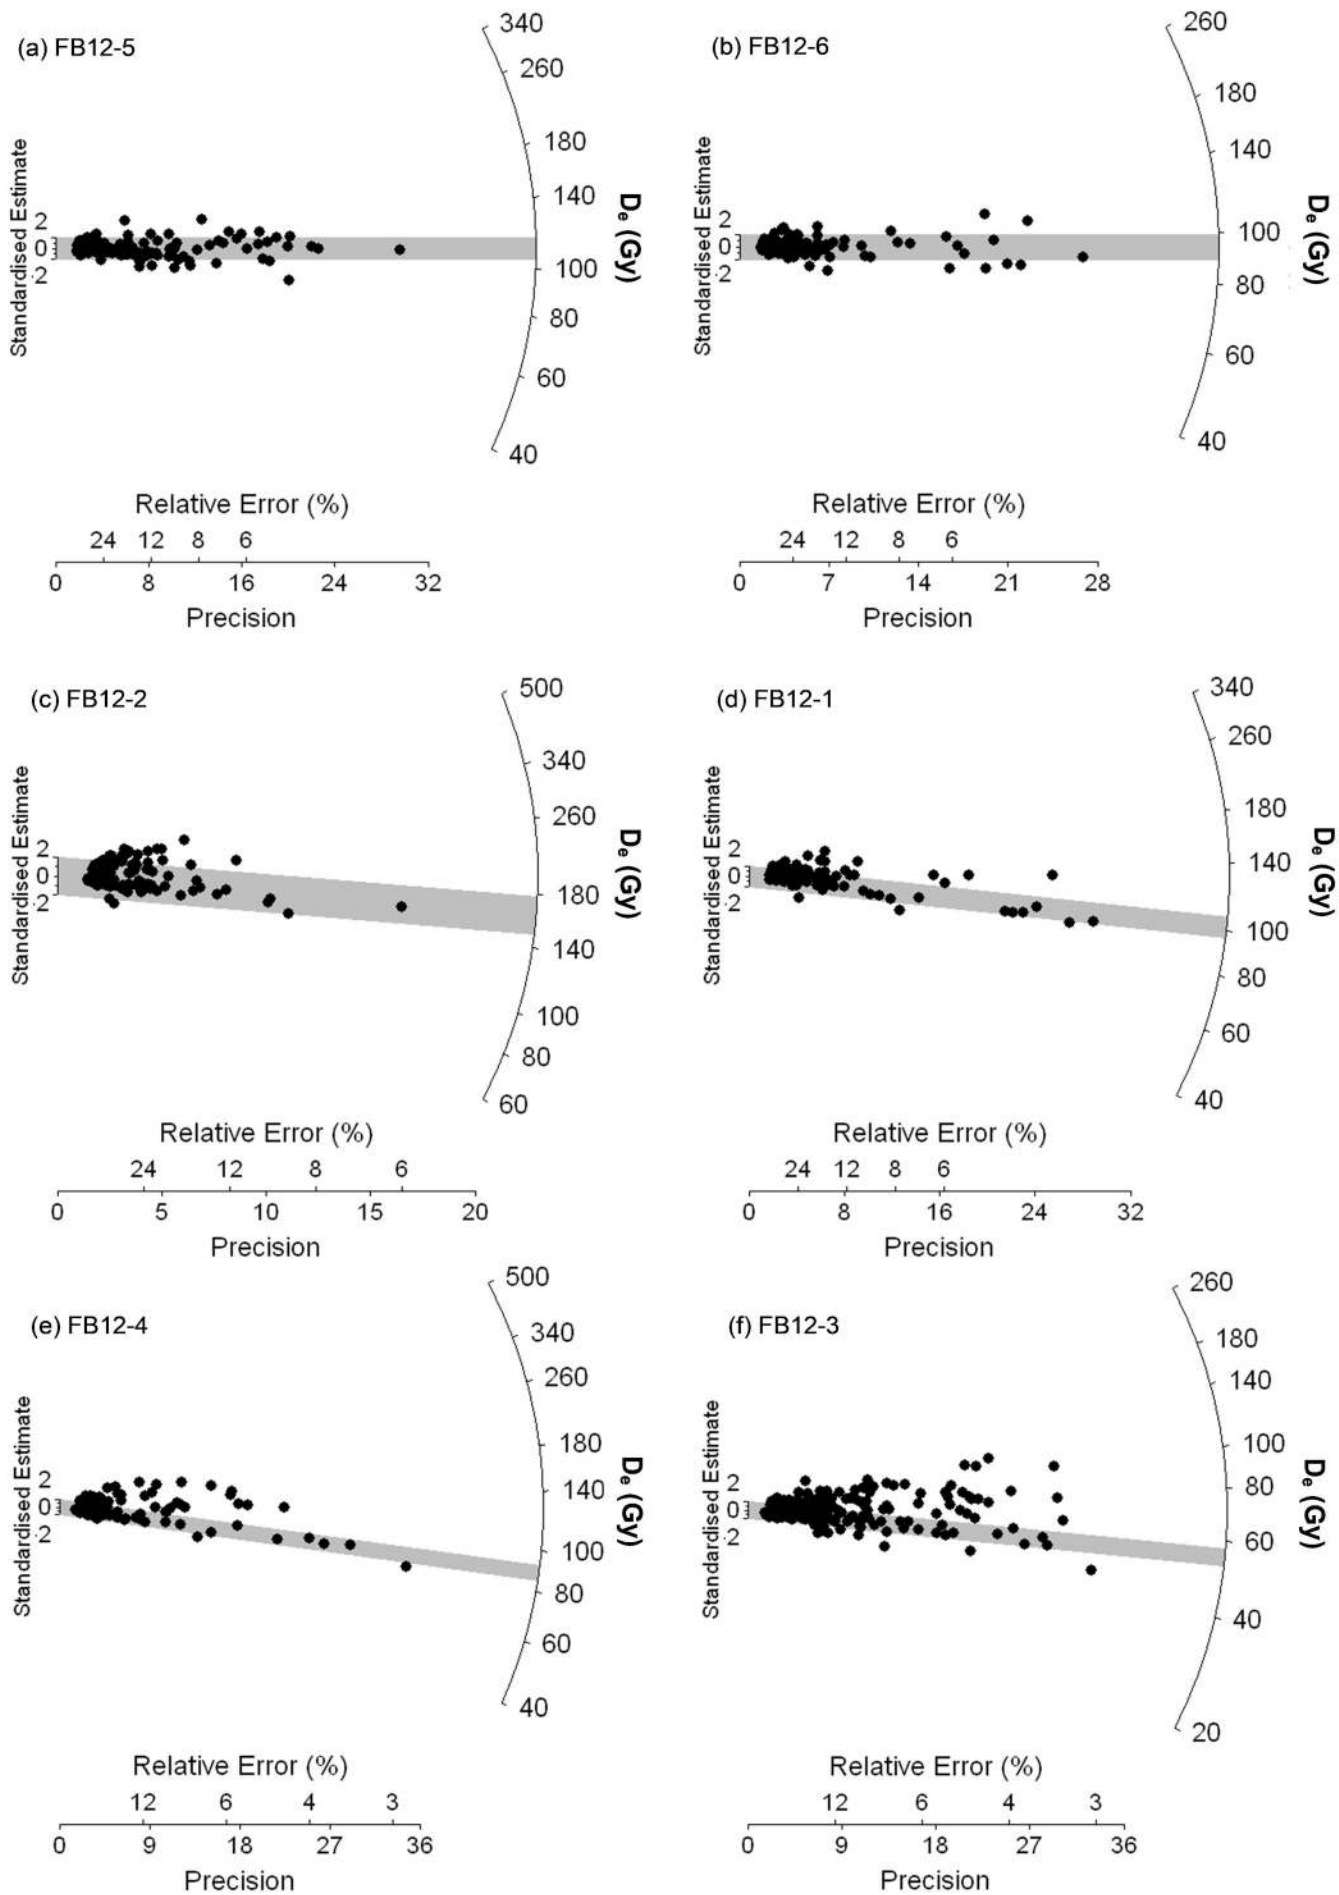 (a) FB12-5
340
260
180
140
100
80
60
40
De (Gy)
Standardised Estimate
2
0
-2
Relative Error (%)
24 12 8 6
0 8 16 24 32
Precision
(b) FB12-6
260
180
140
100
80
60
40
De (Gy)
Standardised Estimate
2
0
-2
Relative Error (%)
24 12 8 6
0 7 14 21 28
Precision
(c) FB12-2
500
340
260
180
140
100
80
60
De (Gy)
Standardised Estimate
2
0
-2
Relative Error (%)
24 12 8 6
0 5 10 15 20
Precision
(d) FB12-1
340
260
180
140
100
80
60
40
De (Gy)
Standardised Estimate
2
0
-2
Relative Error (%)
24 12 8 6
0 8 16 24 32
Precision
(e) FB12-4
500
340
260
180
140
100
80
60
40
De (Gy)
Standardised Estimate
2
0
-2
Relative Error (%)
12 6 4 3
0 9 18 27 36
Precision
(f) FB12-3
260
180
140
100
80
60
40
20
De (Gy)
Standardised Estimate
2
0
-2
Relative Error (%)
12 6 4 3
0 9 18 27 36
Precision